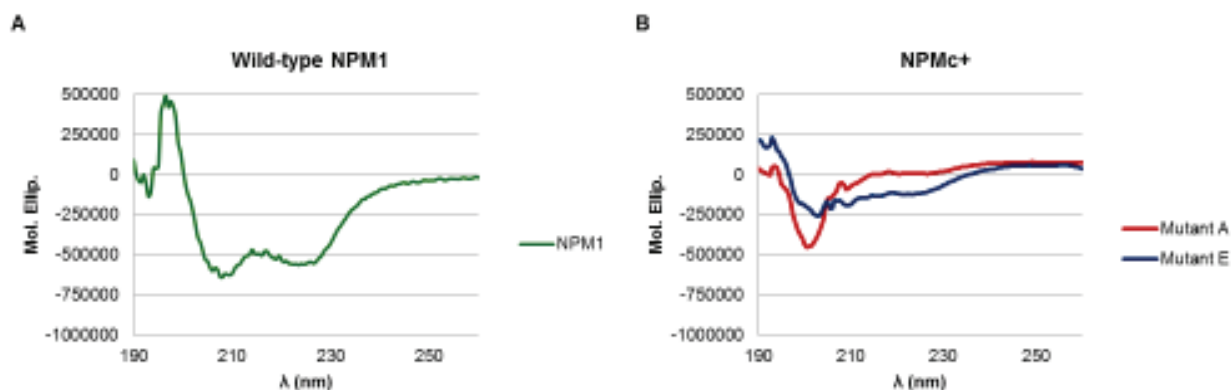 A
Wild-type NPM1
500000
250000
0
-250000
-500000
-750000
-1000000
Mol. Ellip.
190 210 230 250
λ (nm)
NPM1
B
NPMc+
500000
250000
0
-250000
-500000
-750000
-1000000
Mol. Ellip.
190 210 230 250
λ (nm)
Mutant A
Mutant E